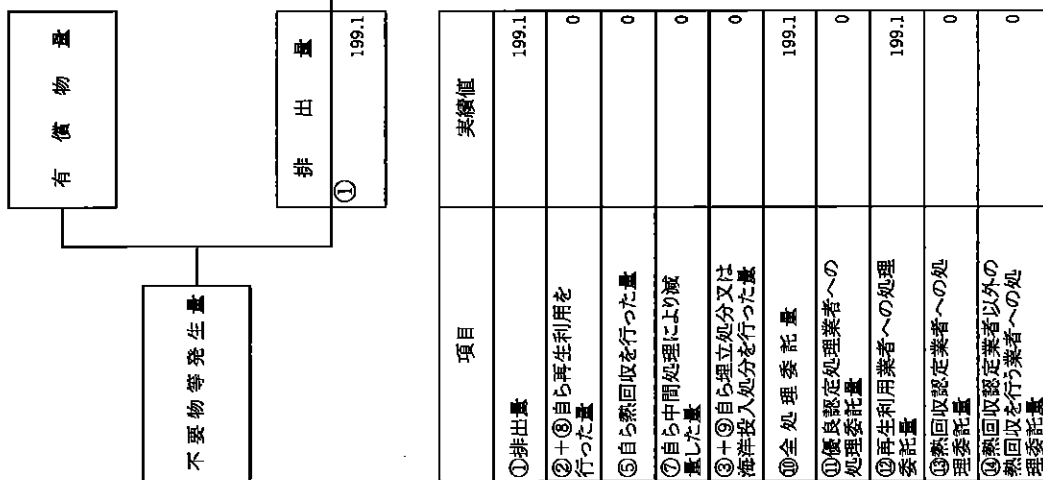 有償物量
不要物等発生量
排出量
①
199.1
項目 実績値
①排出量 199.1
②+⑧自ら再生利用を
行った量 0
⑤自ら熱回収を行った量 0
⑦自ら中間処理により減
量した量 0
③+⑨自ら埋立処分又は
海洋投入処分を行った量 0
⑩全処理委託量 199.1
⑪優良認定処理業者への
処理委託量 0
⑫再生利用業者への処理
委託量 199.1
⑬熱回収認定業者への処
理委託量 0
⑭熱回収認定業者以外の
熱回収を行う業者への処
理委託量 0